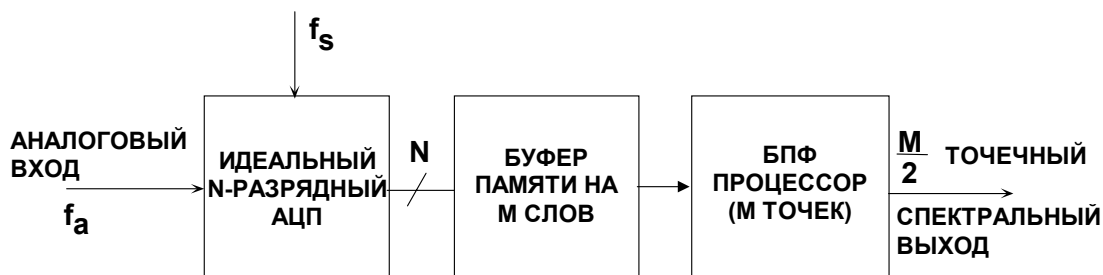 fs
АНАЛОГОВЫЙ
ВХОД
fa
ИДЕАЛЬНЫЙ
N-РАЗРЯДНЫЙ
АЦП
N
БУФЕР
ПАМЯТИ НА
М СЛОВ
БПФ
ПРОЦЕССОР
(М ТОЧЕК)
M
2
ТОЧЕЧНЫЙ
СПЕКТРАЛЬНЫЙ
ВЫХОД